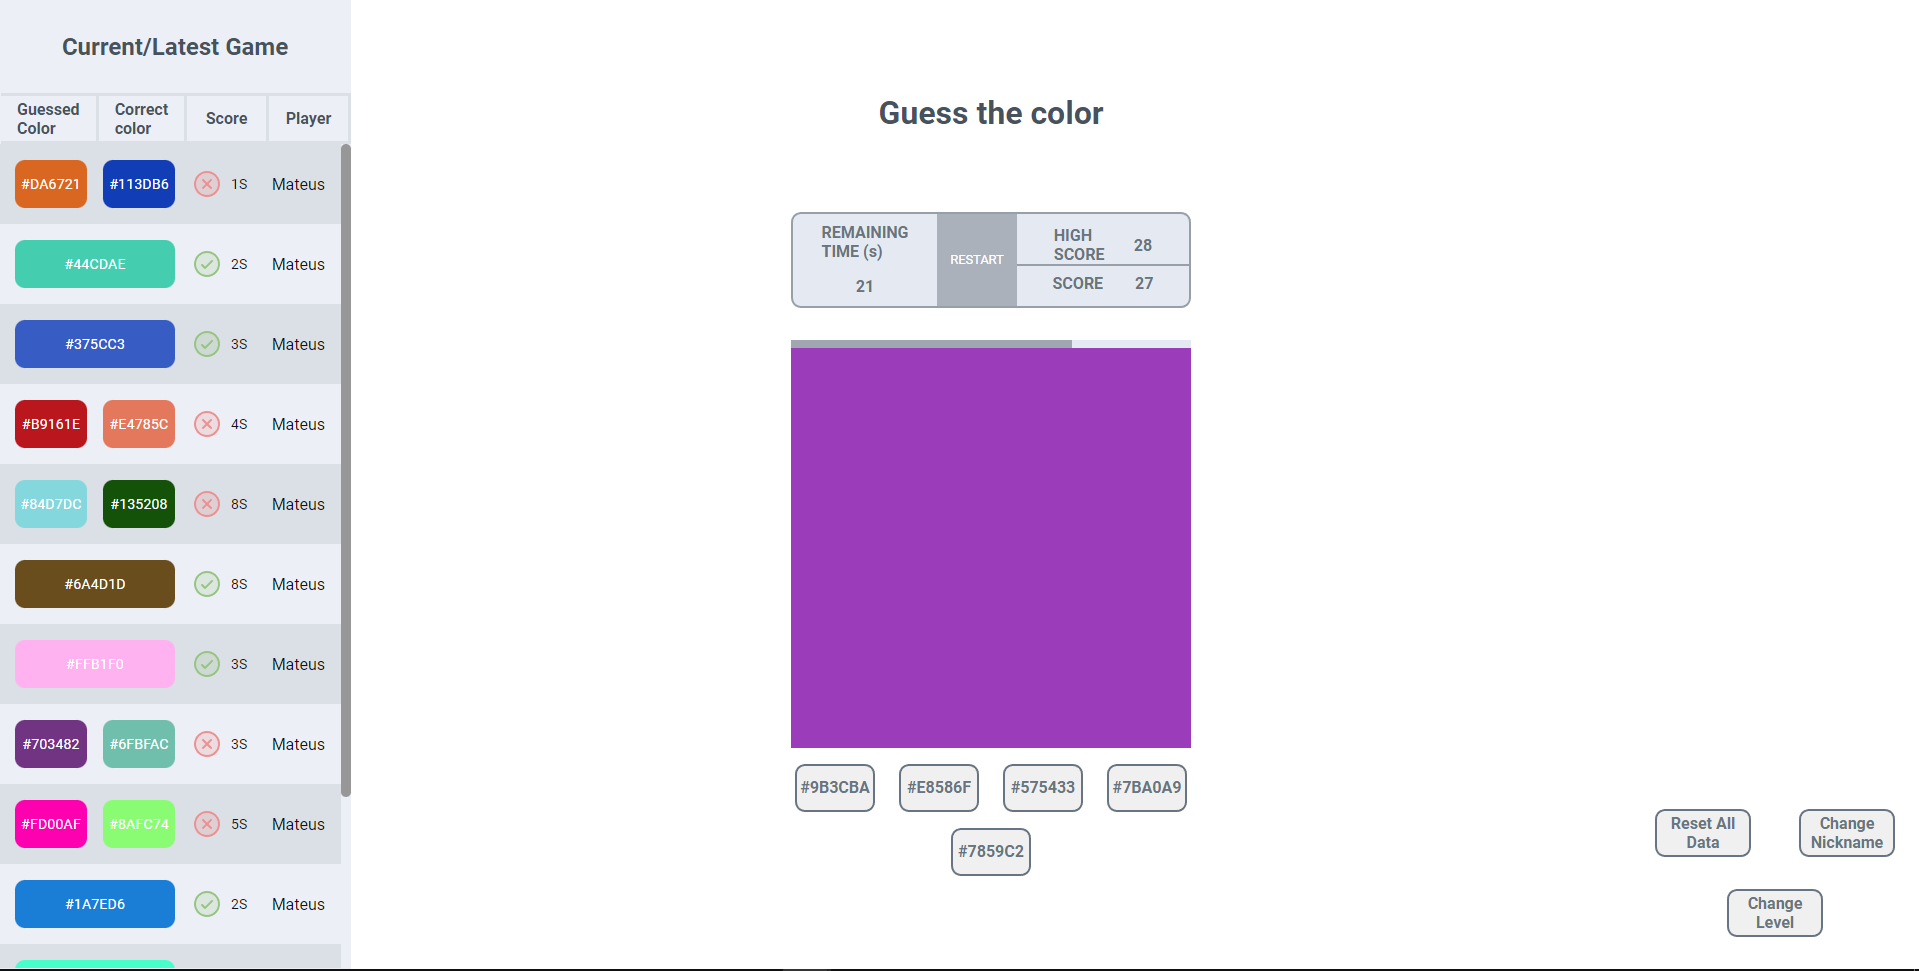 Current/Latest Game
Guessed Color
Correct color
Score
Player
#DA6721 #113DB6 1S Mateus
#44CDAE 2S Mateus
#375CC3 3S Mateus
#B9161E #E4785C 4S Mateus
#84D7DC #135208 8S Mateus
#6A4D1D 8S Mateus
#FFB1F0 3S Mateus
#703482 #6FBFAC 3S Mateus
#FD00AF #8AFC74 5S Mateus
#1A7ED6 2S Mateus
Guess the color
REMAINING
TIME (s)
21
RESTART
HIGH
SCORE
28
SCORE 27
#9B3CBA #E8586F #575433 #7BA0A9
#7859C2
Reset All
Data
Change
Nickname
Change
Level